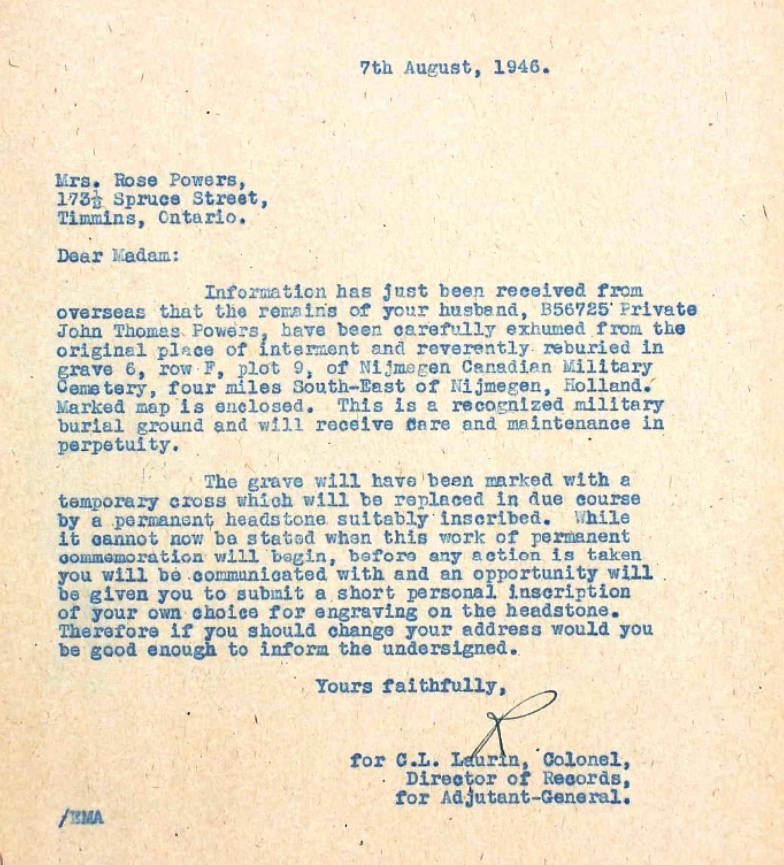 7th August, 1946.
Mrs. Rose Powers,
173½ Spruce Street,
Timmins, Ontario.
Dear Madam:
Information has just been received from
overseas that the remains of your husband, B56725 Private
John Thomas Powers, have been carefully exhumed from the
original place of interment and reverently reburied in
grave 6, row F, plot 9, of Nijmegen Canadian Military
Cemetery, four miles South-East of Nijmegen, Holland.
Marked map is enclosed. This is a recognized military
burial ground and will receive care and maintenance in
perpetuity.
The grave will have been marked with a
temporary cross which will be replaced in due course
by a permanent headstone suitably inscribed. While
it cannot now be stated when this work of permanent
commemoration will begin, before any action is taken
you will be communicated with and an opportunity will
be given you to submit a short personal inscription
of your own choice for engraving on the headstone.
Therefore if you should change your address would you
be good enough to inform the undersigned.
Yours faithfully,
for C.L. Laurin, Colonel,
Director of Records,
for Adjutant-General.
/EMA